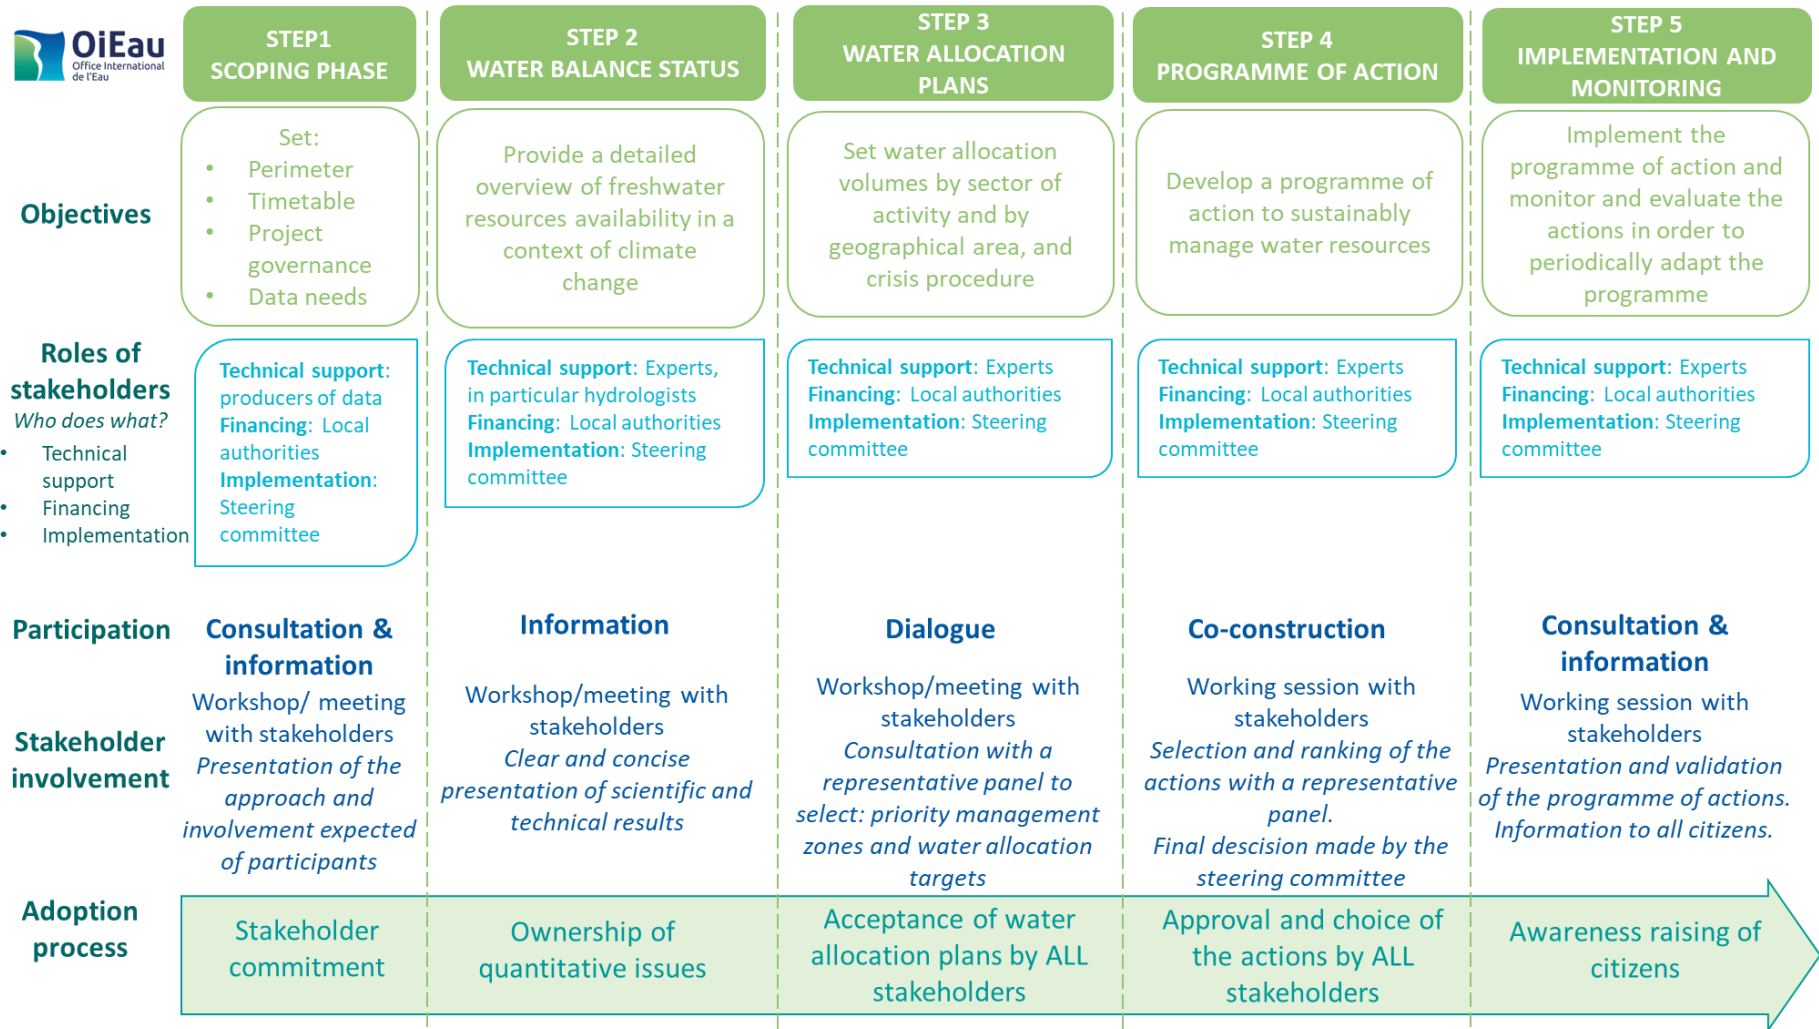 OiEau
Office International
de l'Eau
STEP1
SCOPING PHASE
STEP 2
WATER BALANCE STATUS
STEP 3
WATER ALLOCATION
PLANS
STEP 4
PROGRAMME OF ACTION
STEP 5
IMPLEMENTATION AND
MONITORING
Objectives
Set:
• Perimeter
• Timetable
• Project
governance
• Data needs
Provide a detailed
overview of freshwater
resources availability in a
context of climate
change
Set water allocation
volumes by sector of
activity and by
geographical area, and
crisis procedure
Develop a programme of
action to sustainably
manage water resources
Implement the
programme of action and
monitor and evaluate the
actions in order to
periodically adapt the
programme
Roles of
stakeholders
Who does what?
• Technical
support
• Financing
• Implementation
Technical support:
producers of data
Financing: Local
authorities
Implementation:
Steering
committee
Technical support: Experts,
in particular hydrologists
Financing: Local authorities
Implementation: Steering
committee
Technical support: Experts
Financing: Local authorities
Implementation: Steering
committee
Technical support: Experts
Financing: Local authorities
Implementation: Steering
committee
Technical support: Experts
Financing: Local authorities
Implementation: Steering
committee
Participation
Consultation &
information
Information
Dialogue
Co-construction
Consultation &
information
Stakeholder
involvement
Workshop/ meeting
with stakeholders
Presentation of the
approach and
involvement expected
of participants
Workshop/meeting with
stakeholders
Clear and concise
presentation of scientific and
technical results
Workshop/meeting with
stakeholders
Consultation with a
representative panel to
select: priority management
zones and water allocation
targets
Working session with
stakeholders
Selection and ranking of the
actions with a representative
panel.
Final descision made by the
steering committee
Working session with
stakeholders
Presentation and validation
of the programme of actions.
Information to all citizens.
Adoption
process
Stakeholder
commitment
Ownership of
quantitative issues
Acceptance of water
allocation plans by ALL
stakeholders
Approval and choice of
the actions by ALL
stakeholders
Awareness raising of
citizens